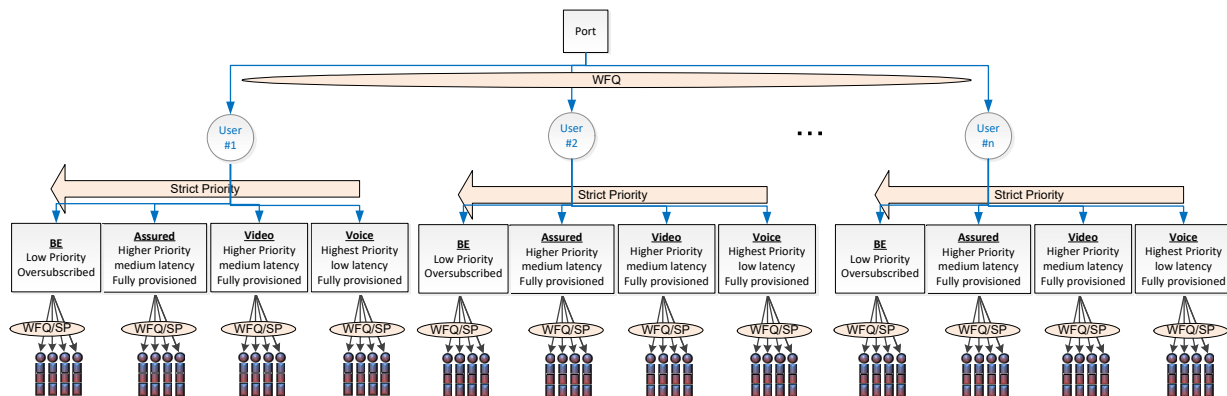 Port
WFQ
User
#1
User
#2
...
User
#n
Strict Priority
Strict Priority
Strict Priority
BE
Low Priority
Oversubscribed
Assured
Higher Priority
medium latency
Fully provisioned
Video
Higher Priority
medium latency
Fully provisioned
Voice
Highest Priority
low latency
Fully provisioned
BE
Low Priority
Oversubscribed
Assured
Higher Priority
medium latency
Fully provisioned
Video
Higher Priority
medium latency
Fully provisioned
Voice
Highest Priority
low latency
Fully provisioned
BE
Low Priority
Oversubscribed
Assured
Higher Priority
medium latency
Fully provisioned
Video
Higher Priority
medium latency
Fully provisioned
Voice
Highest Priority
low latency
Fully provisioned
WFQ/SP
WFQ/SP
WFQ/SP
WFQ/SP
WFQ/SP
WFQ/SP
WFQ/SP
WFQ/SP
WFQ/SP
WFQ/SP
WFQ/SP
WFQ/SP